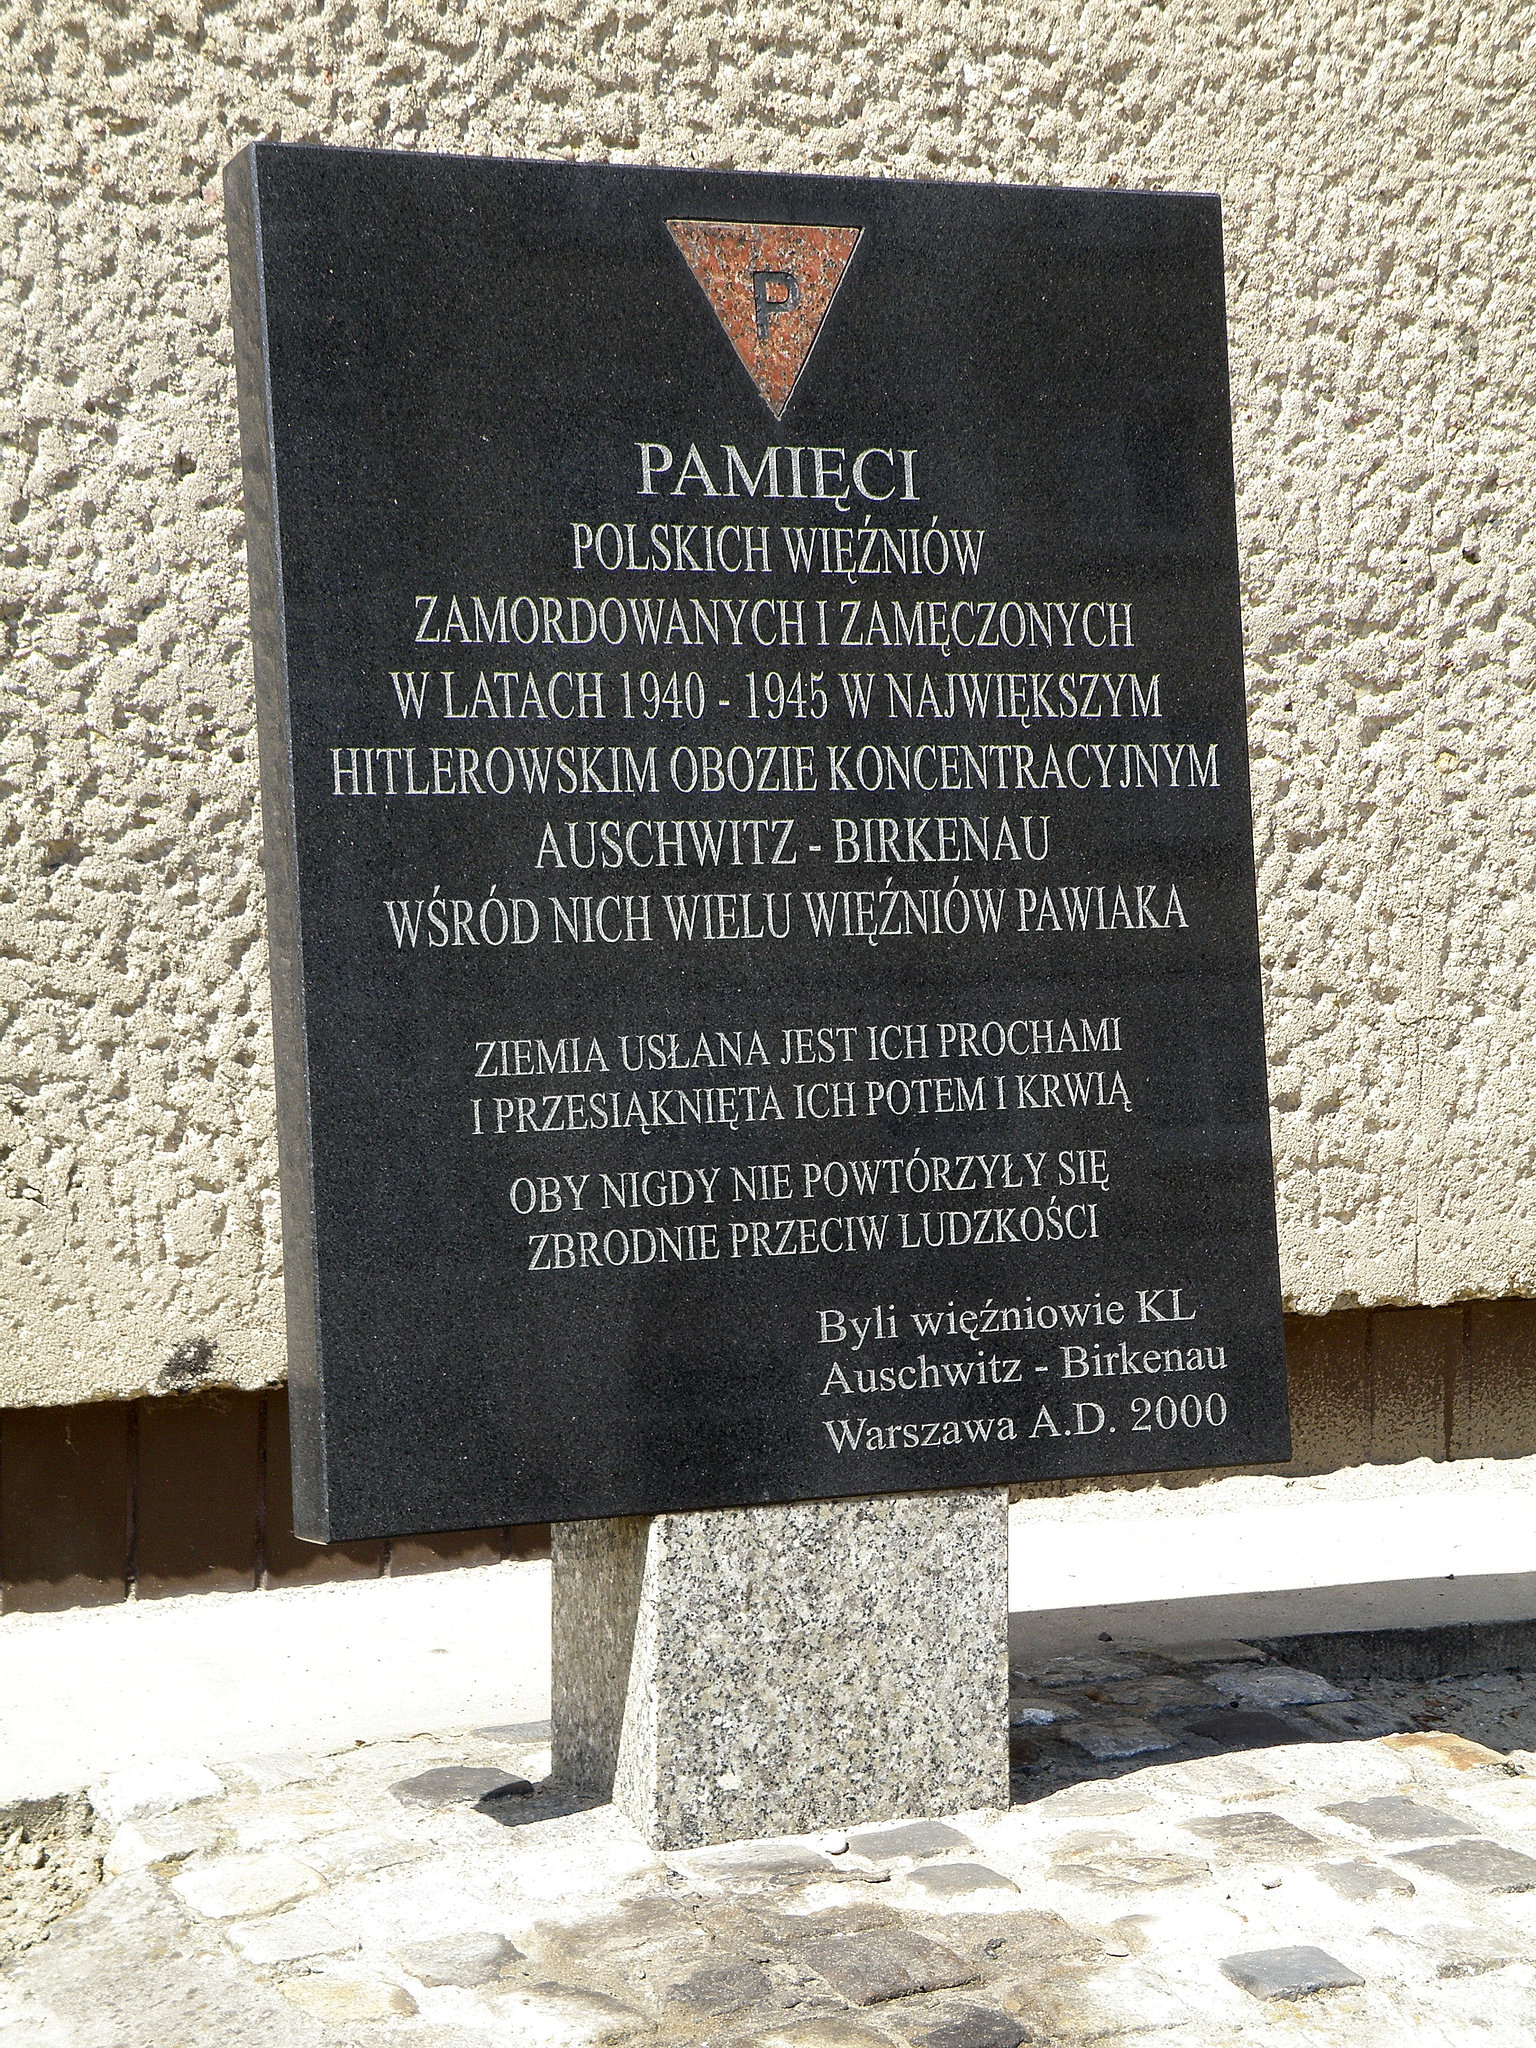 P
PAMIĘCI
POLSKICH WIĘŹNIÓW
ZAMORDOWANYCH I ZAMĘCZONYCH
W LATACH 1940 - 1945 W NAJWIĘKSZYM
HITLEROWSKIM OBOZIE KONCENTRACYJNYM
AUSCHWITZ - BIRKENAU
WŚRÓD NICH WIELU WIĘŹNIÓW PAWIAKA
ZIEMIA USŁANA JEST ICH PROCHAMI
I PRZESIĄKNIĘTA ICH POTEM I KRWIĄ
OBY NIGDY NIE POWTÓRZYŁY SIĘ
ZBRODNIE PRZECIW LUDZKOŚCI
Byli więźniowie KL
Auschwitz - Birkenau
Warszawa A.D. 2000